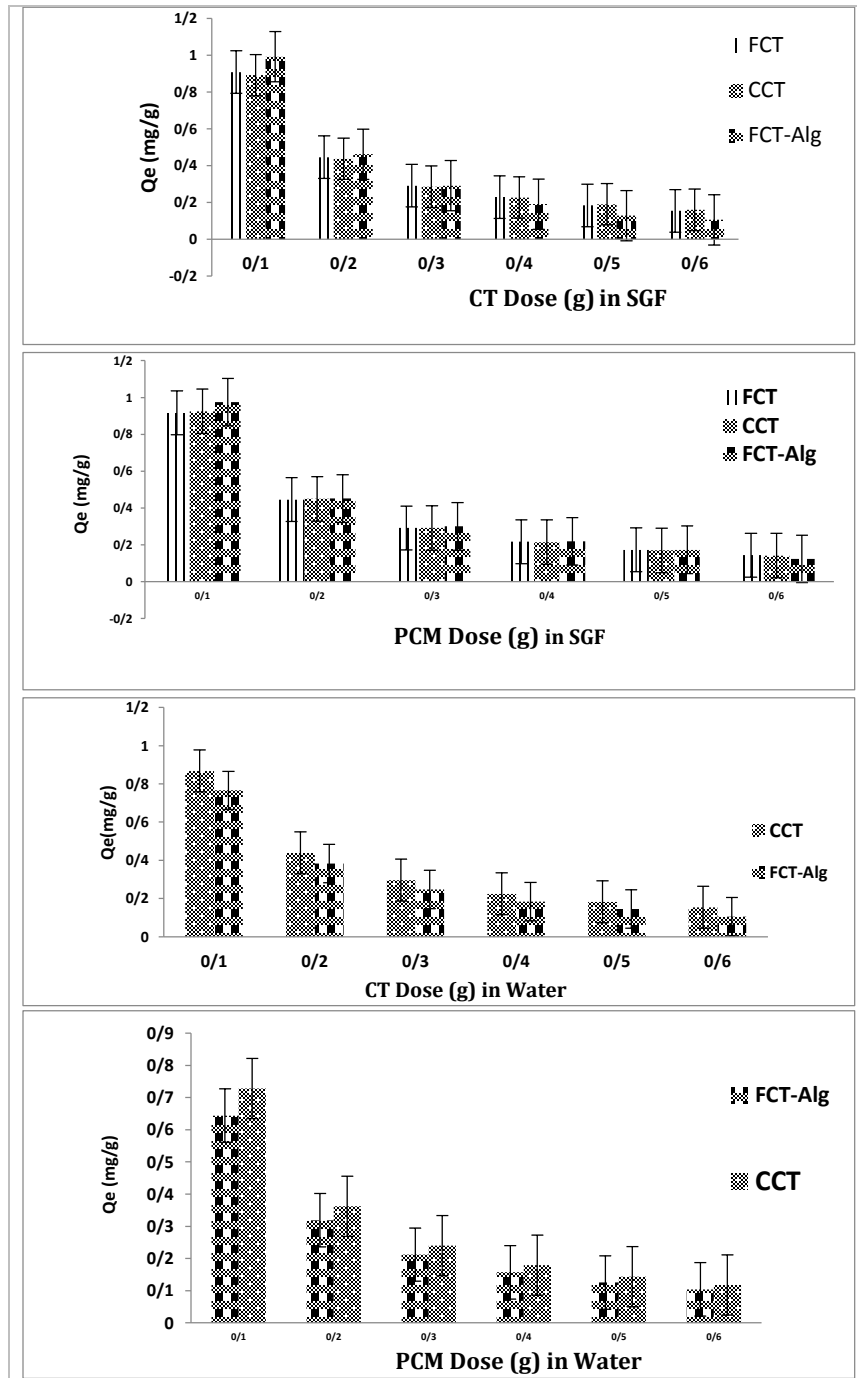 1/2
1
0/8
0/6
0/4
0/2
0
-0/2
Qe (mg/g)
0/1 0/2 0/3 0/4 0/5 0/6
CT Dose (g) in SGF
FCT
CCT
FCT-Alg
1/2
1
0/8
0/6
0/4
0/2
0
-0/2
Qe (mg/g)
0/1 0/2 0/3 0/4 0/5 0/6
PCM Dose (g) in SGF
FCT
CCT
FCT-Alg
1/2
1
0/8
0/6
0/4
0/2
0
Qe(mg/g)
0/1 0/2 0/3 0/4 0/5 0/6
CT Dose (g) in Water
CCT
FCT-Alg
0/9
0/8
0/7
0/6
0/5
0/4
0/3
0/2
0/1
0
Qe (mg/g)
0/1 0/2 0/3 0/4 0/5 0/6
PCM Dose (g) in Water
FCT-Alg
CCT